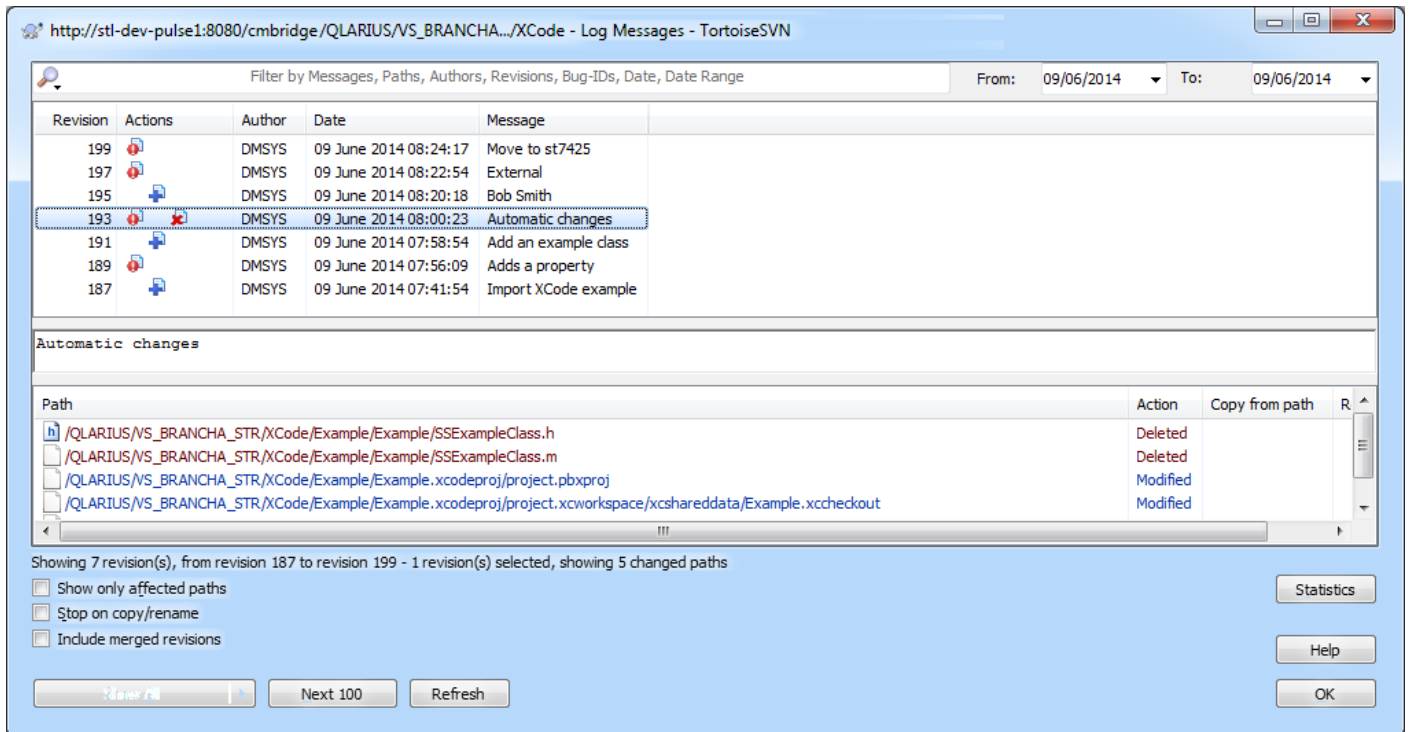 http://stl-dev-pulse1:8080/cmbridge/QLARIUS/VS_BRANCHA.../XCode - Log Messages - TortoiseSVN
Filter by Messages, Paths, Authors, Revisions, Bug-IDs, Date, Date Range From: 09/06/2014 To: 09/06/2014
Revision Actions Author Date Message
199 DMSYS 09 June 2014 08:24:17 Move to st7425
197 DMSYS 09 June 2014 08:22:54 External
195 DMSYS 09 June 2014 08:20:18 Bob Smith
193 DMSYS 09 June 2014 08:00:23 Automatic changes
191 DMSYS 09 June 2014 07:58:54 Add an example class
189 DMSYS 09 June 2014 07:56:09 Adds a property
187 DMSYS 09 June 2014 07:41:54 Import XCode example
Automatic changes
Path Action Copy from path R
h /QLARIUS/VS_BRANCHA_STR/XCode/Example/Example/SSExampleClass.h Deleted
/QLARIUS/VS_BRANCHA_STR/XCode/Example/Example/SSExampleClass.m Deleted
/QLARIUS/VS_BRANCHA_STR/XCode/Example/Example.xcodeproj/project.pbxproj Modified
/QLARIUS/VS_BRANCHA_STR/XCode/Example/Example.xcodeproj/project.xcworkspace/xcshareddata/Example.xccheckout Modified
Showing 7 revision(s), from revision 187 to revision 199 - 1 revision(s) selected, showing 5 changed paths
Show only affected paths
Statistics
Stop on copy/rename
Include merged revisions
Help
Next 100 Refresh OK